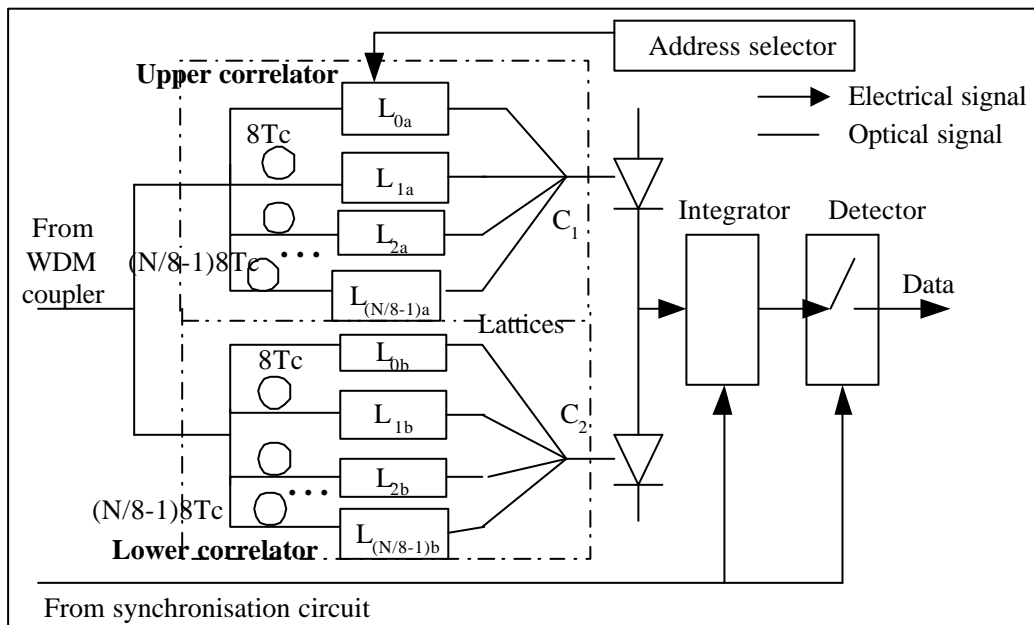 Address selector
Upper correlator
Electrical signal
Optical signal
L0a
8Tc
L1a
From
WDM
coupler
L2a
(N/8-1)8Tc
...
L(N/8-1)a
C1
Integrator
Detector
Data
Lattices
L0b
8Tc
L1b
C2
L2b
...
(N/8-1)8Tc
L(N/8-1)b
Lower correlator
From synchronisation circuit